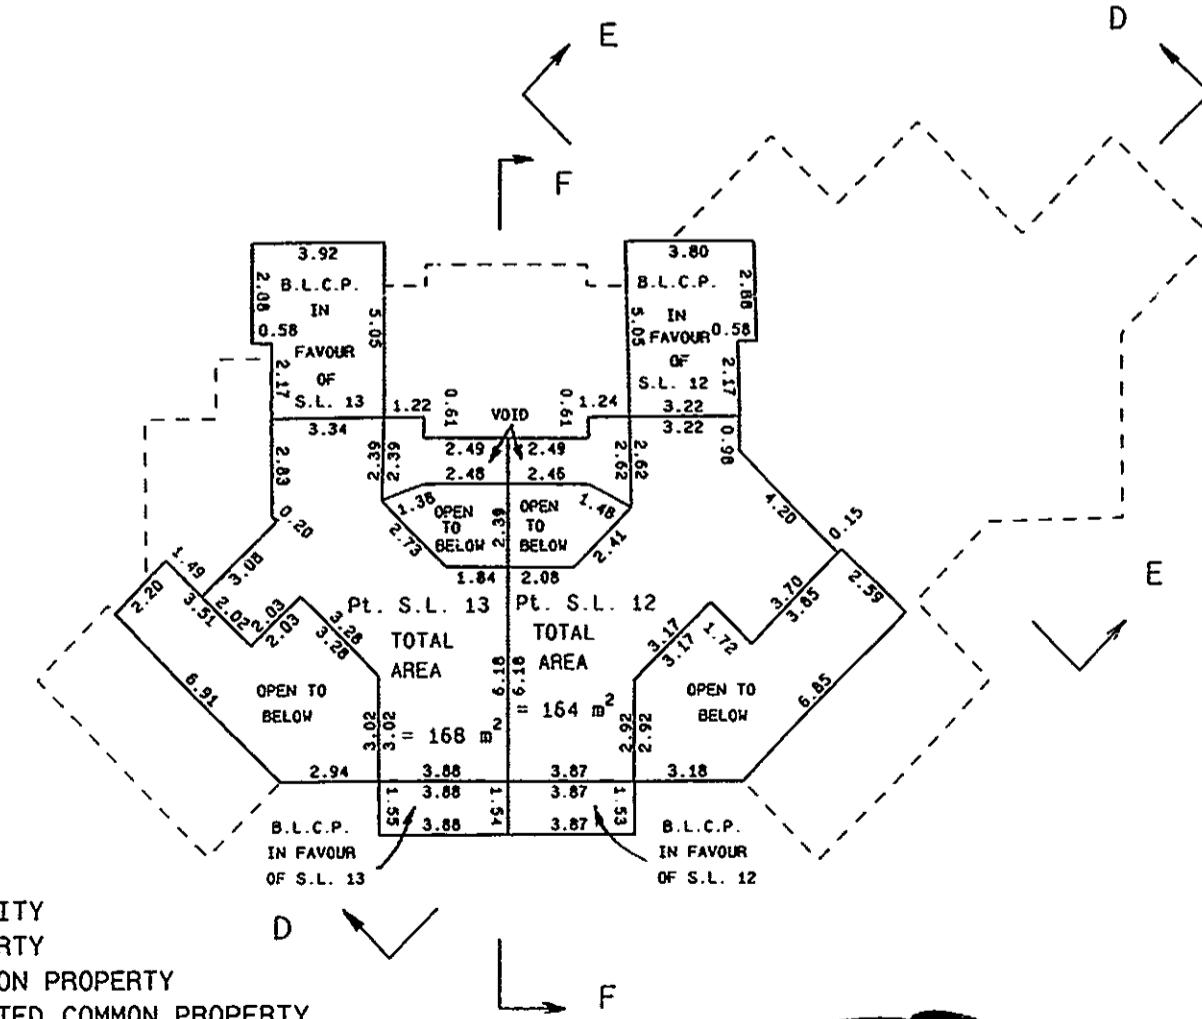 E
D
F
3.92
3.80
B.L.C.P.
IN
FAVOUR
OF
S.L. 13
2.08
0.58
2.17
5.05
B.L.C.P.
IN
FAVOUR
OF
S.L. 12
5.05
2.88
0.58
2.17
1.22
0.61
VOID
0.61
1.24
3.22
3.34
3.22
2.83
2.39
2.39
2.49
2.49
2.62
2.62
0.98
2.48
2.46
1.38
1.48
OPEN
TO
BELOW
2.39
OPEN
TO
BELOW
4.20
0.15
0.20
2.73
2.41
1.84
2.08
1.49
3.08
2.20
3.51
2.02
2.03
2.03
3.28
3.28
Pt. S.L. 13
TOTAL
AREA
= 168 m2
Pt. S.L. 12
TOTAL
AREA
= 164 m2
6.18
6.18
3.17
3.17
1.72
3.70
3.85
2.59
E
6.91
OPEN TO
BELOW
OPEN TO
BELOW
6.85
3.02
3.02
2.92
2.92
2.94
3.88
3.87
3.18
3.88
3.87
1.55
1.54
1.53
3.88
3.87
B.L.C.P.
IN FAVOUR
OF S.L. 13
B.L.C.P.
IN FAVOUR
OF S.L. 12
D
F
ITY
RTY
ON PROPERTY
TED COMMON PROPERTY